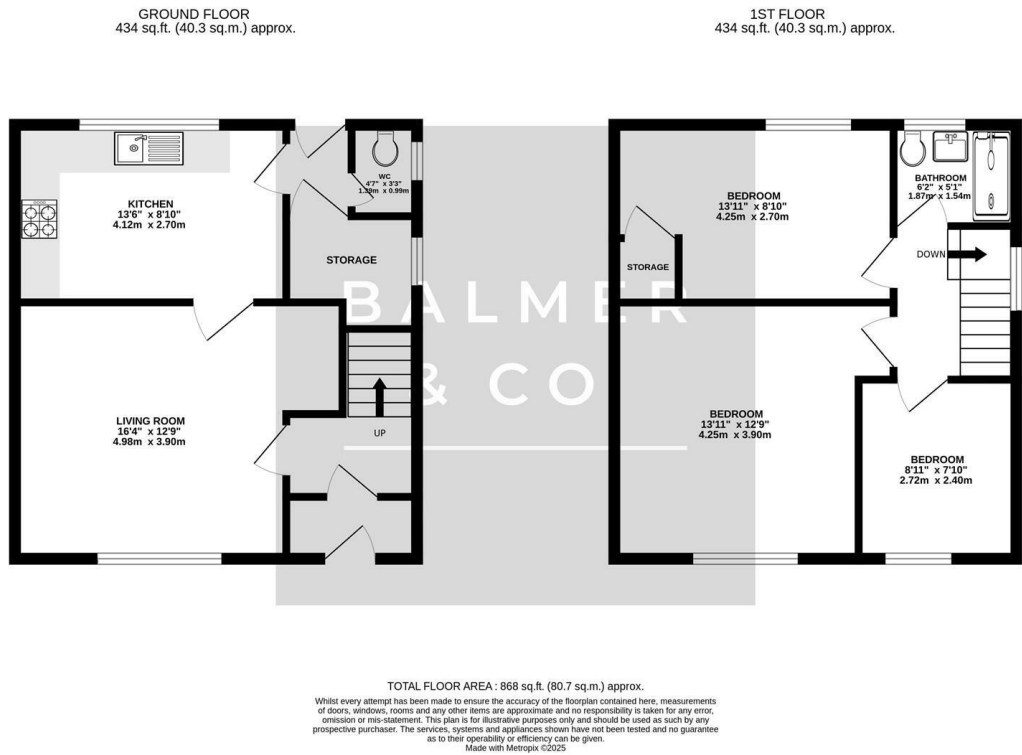 GROUND FLOOR
434 sq.ft. (40.3 sq.m.) approx.
1ST FLOOR
434 sq.ft. (40.3 sq.m.) approx.
KITCHEN
13'6" x 8'10"
4.12m x 2.70m
WC
4'7" x 3'3"
1.39m x 0.99m
STORAGE
LIVING ROOM
16'4" x 12'9"
4.98m x 3.90m
UP
BEDROOM
13'11" x 8'10"
4.25m x 2.70m
BATHROOM
6'2" x 5'1"
1.87m x 1.54m
STORAGE
DOWN
BEDROOM
13'11" x 12'9"
4.25m x 3.90m
BEDROOM
8'11" x 7'10"
2.72m x 2.40m
BALMER
& CO
TOTAL FLOOR AREA : 868 sq.ft. (80.7 sq.m.) approx.
Whilst every attempt has been made to ensure the accuracy of the floorplan contained here, measurements
of doors, windows, rooms and any other items are approximate and no responsibility is taken for any error,
omission or mis-statement. This plan is for illustrative purposes only and should be used as such by any
prospective purchaser. The services, systems and appliances shown have not been tested and no guarantee
as to their operability or efficiency can be given.
Made with Metropix ©2025